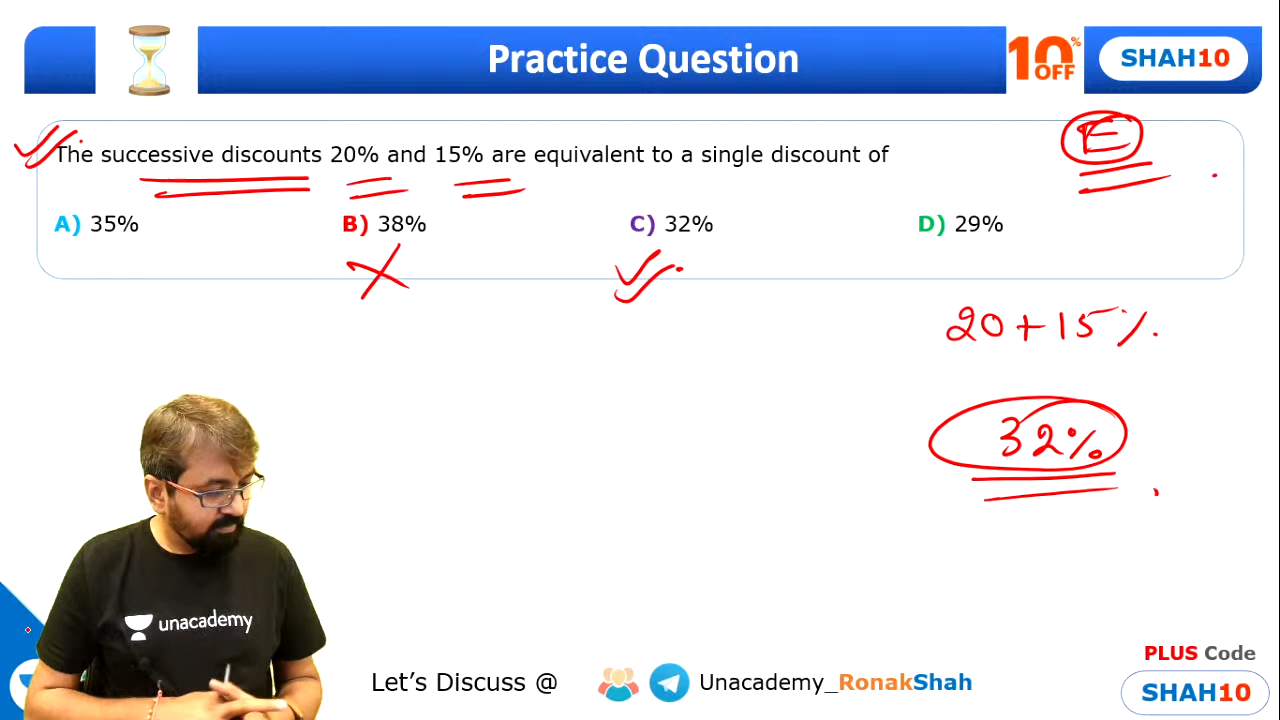 Practice Question
10% OFF
SHAH10
E
The successive discounts 20% and 15% are equivalent to a single discount of
A) 35%
B) 38%
C) 32%
D) 29%
20+15%.
32%
unacademy
PLUS Code
Let's Discuss @ Unacademy_RonakShah
SHAH10